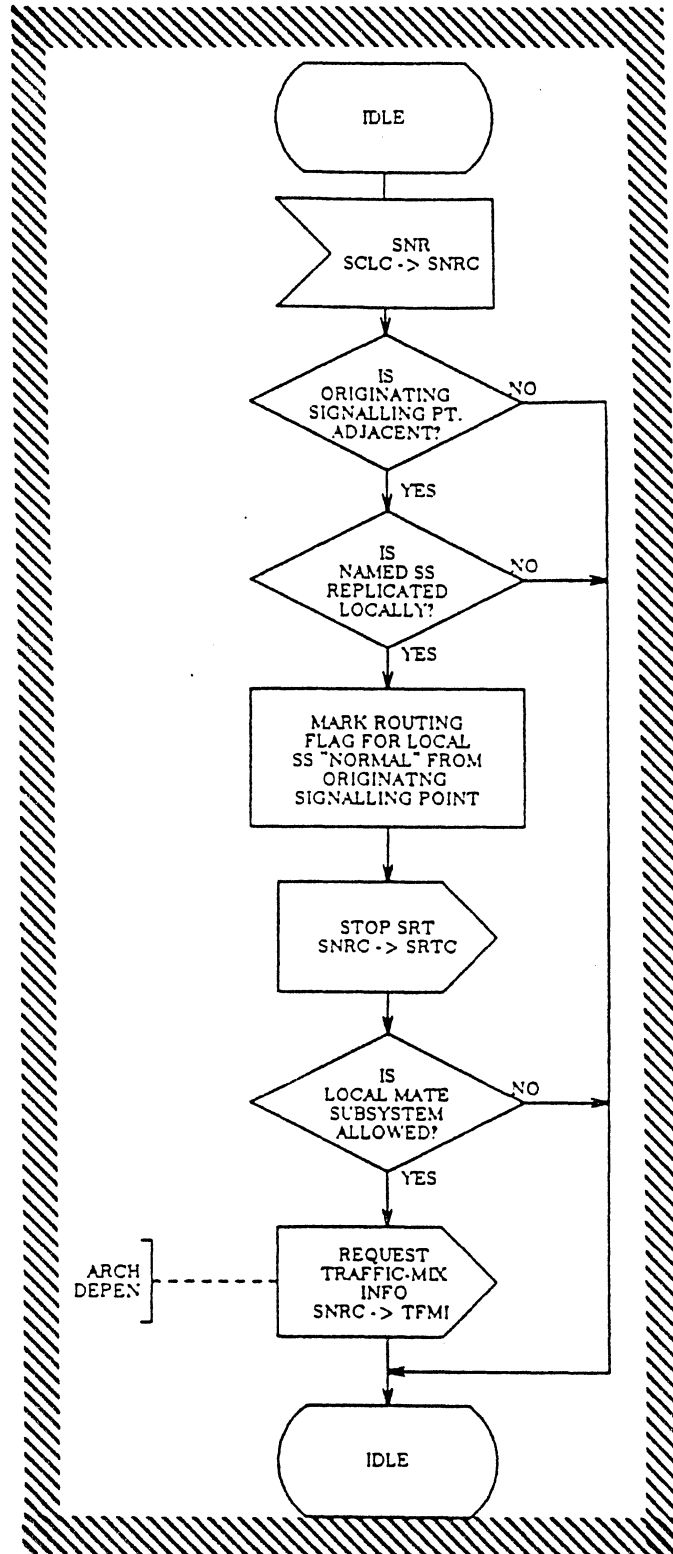 IDLE
SNR
SCLC -> SNRC
IS
ORIGINATING
SIGNALLING PT.
ADJACENT?
NO
YES
IS
NAMED SS
REPLICATED
LOCALLY?
NO
YES
MARK ROUTING
FLAG FOR LOCAL
SS "NORMAL" FROM
ORIGINATNG
SIGNALLING POINT
STOP SRT
SNRC -> SRTC
IS
LOCAL MATE
SUBSYSTEM
ALLOWED?
NO
YES
ARCH
DEPEN
REQUEST
TRAFFIC-MIX
INFO
SNRC -> TFMI
IDLE